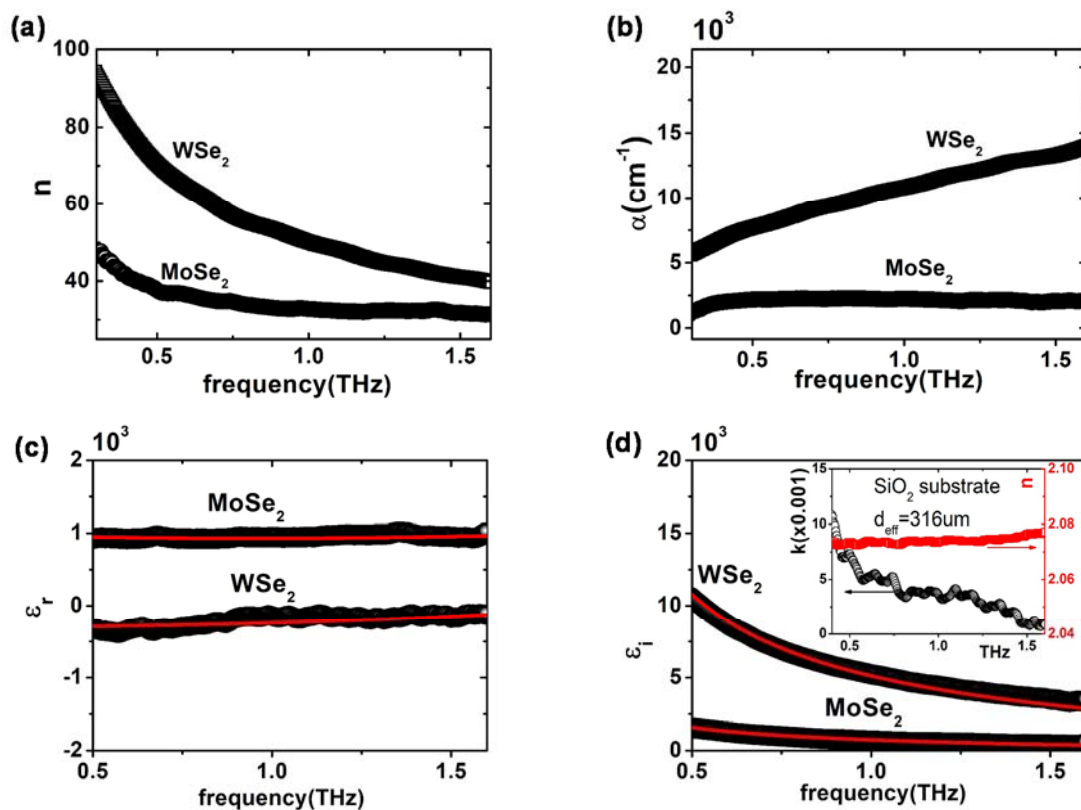 (a)
100
80
60
40
n
WSe₂
MoSe₂
0.5 1.0 1.5
frequency(THz)
(b)
10³
20
15
10
5
0
α(cm⁻¹)
WSe₂
MoSe₂
0.5 1.0 1.5
frequency(THz)
(c)
10³
2
1
0
-1
-2
εᵣ
MoSe₂
WSe₂
0.5 1.0 1.5
frequency(THz)
(d)
10³
20
15
10
5
0
εᵢ
WSe₂
MoSe₂
0.5 1.0 1.5
frequency(THz)
15
10
5
0
k(x0.001)
SiO₂ substrate
d_eff=316um
n
2.10
2.08
2.06
2.04
0.5 1.0 1.5
THz